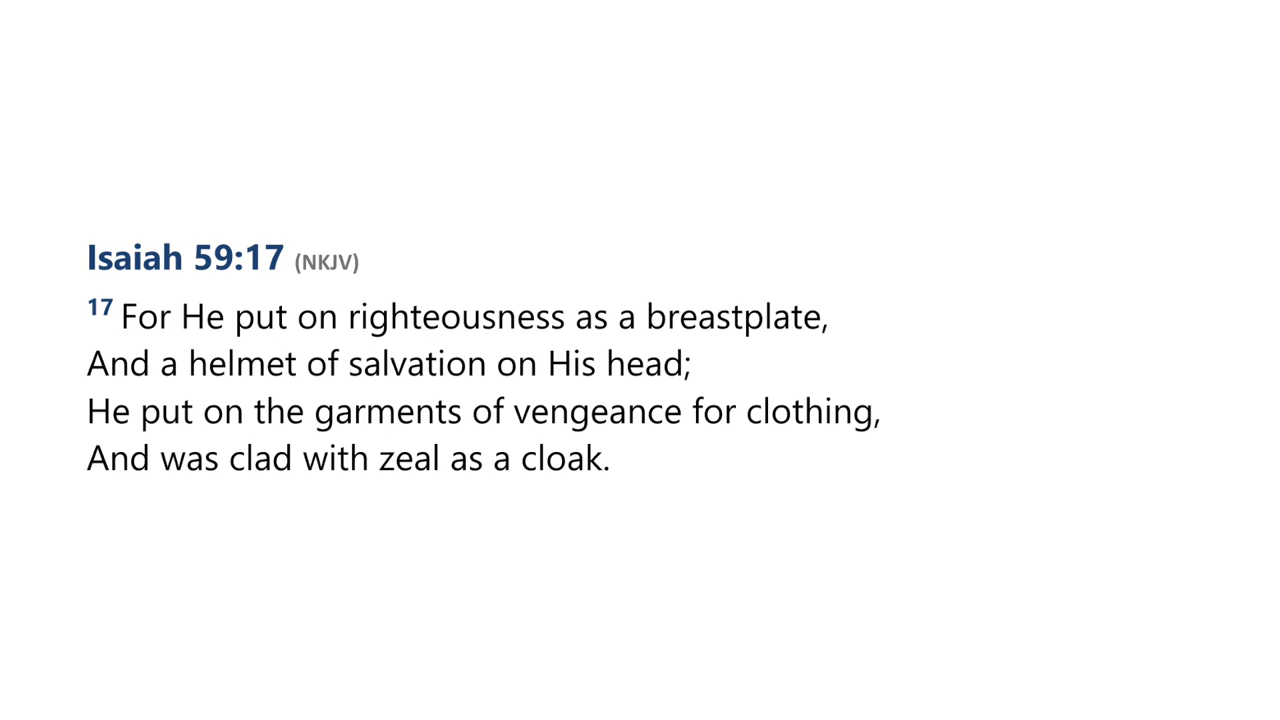 Isaiah 59:17 (NKJV)
17 For He put on righteousness as a breastplate,
And a helmet of salvation on His head;
He put on the garments of vengeance for clothing,
And was clad with zeal as a cloak.